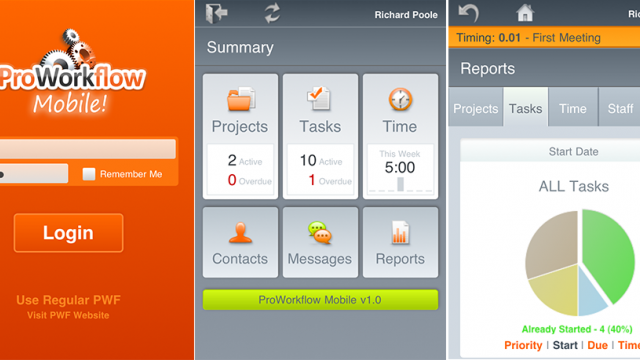 ProWorkflow
Mobile!
Remember Me
Login
Use Regular PWF
Visit PWF Website
Richard Poole
Summary
Projects
2 Active
0 Overdue
Tasks
10 Active
1 Overdue
Time
This Week
5:00
Contacts
Messages
Reports
ProWorkflow Mobile v1.0
Ric
Timing: 0.01 - First Meeting
Reports
Projects
Tasks
Time
Staff
Start Date
ALL Tasks
Already Started - 4 (40%)
Priority | Start | Due | Time